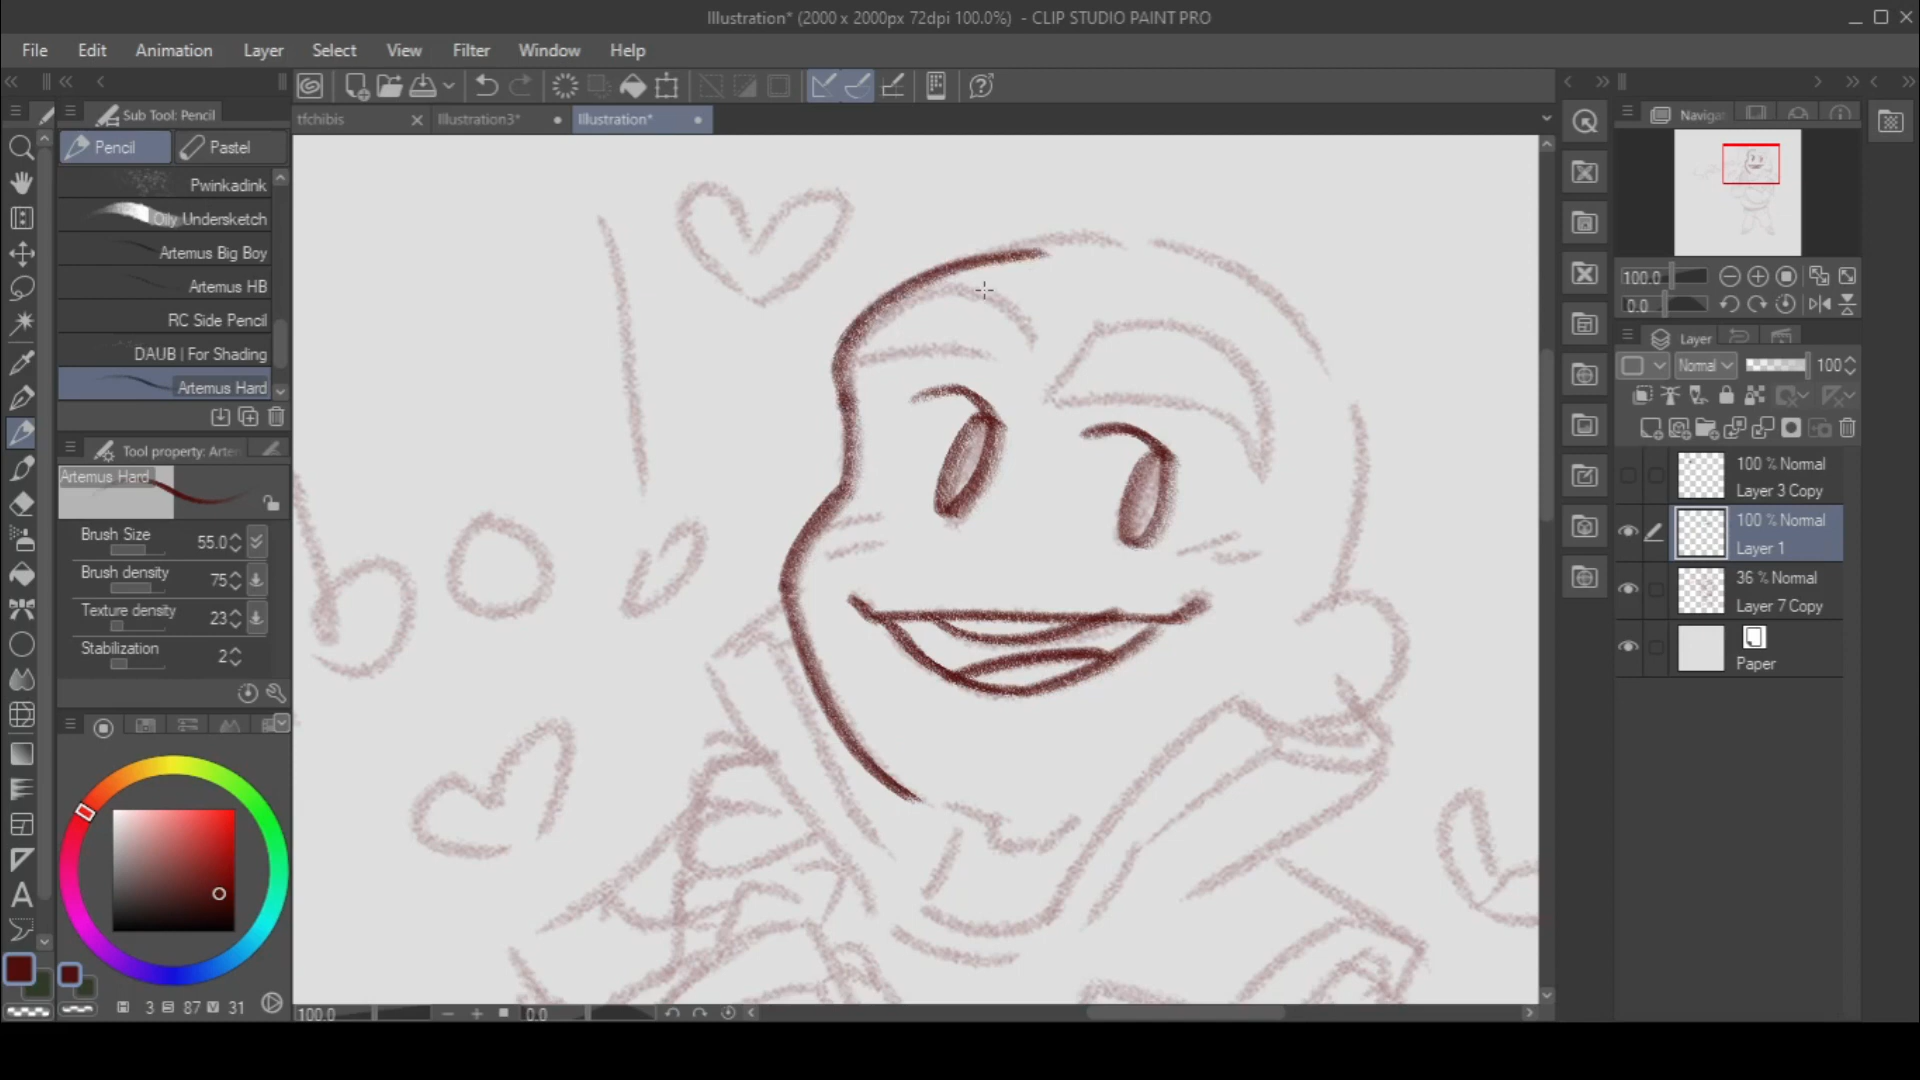 Illustration* (2000 x 2000px 72dpi 100.0%) - CLIP STUDIO PAINT PRO
File Edit Animation Layer Select View Filter Window Help
Sub Tool: Pencil
tfchibis
Illustration3*
Illustration*
Navigat
Pencil
Pastel
Pwinkadink
Oily Undersketch
Artemus Big Boy
Artemus HB
RC Side Pencil
DAUB | For Shading
Artemus Hard
100.0
0.0
Layer
Normal
100
Tool property: Arter
Artemus Hard
Brush Size 55.0
Brush density 75
Texture density 23
Stabilization 2
100 % Normal
Layer 3 Copy
100 % Normal
Layer 1
36 % Normal
Layer 7 Copy
Paper
bo
H 3 S 87 V 31
100.0
0.0